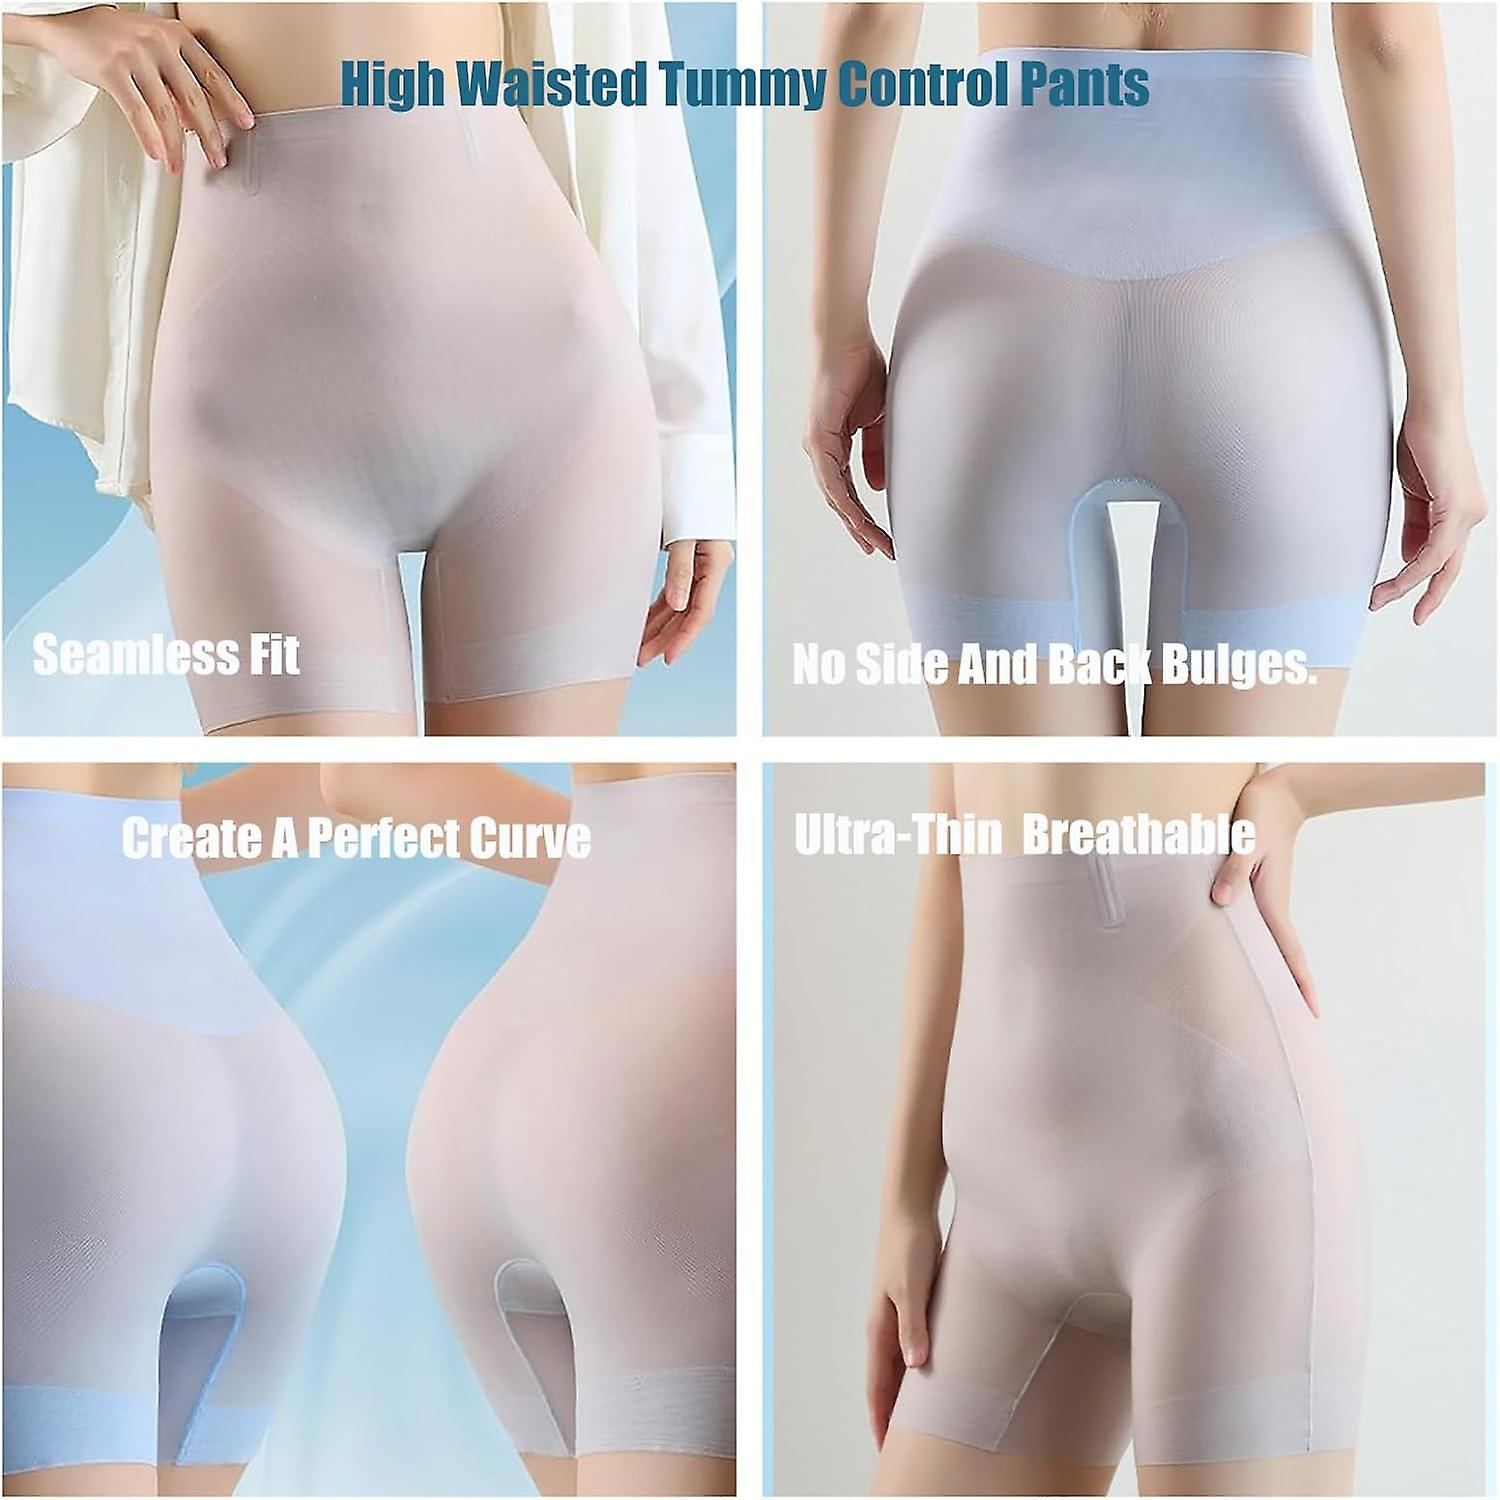 High Waisted Tummy Control Pants
Seamless Fit
No Side And Back Bulges.
Create A Perfect Curve
Ultra-Thin Breathable